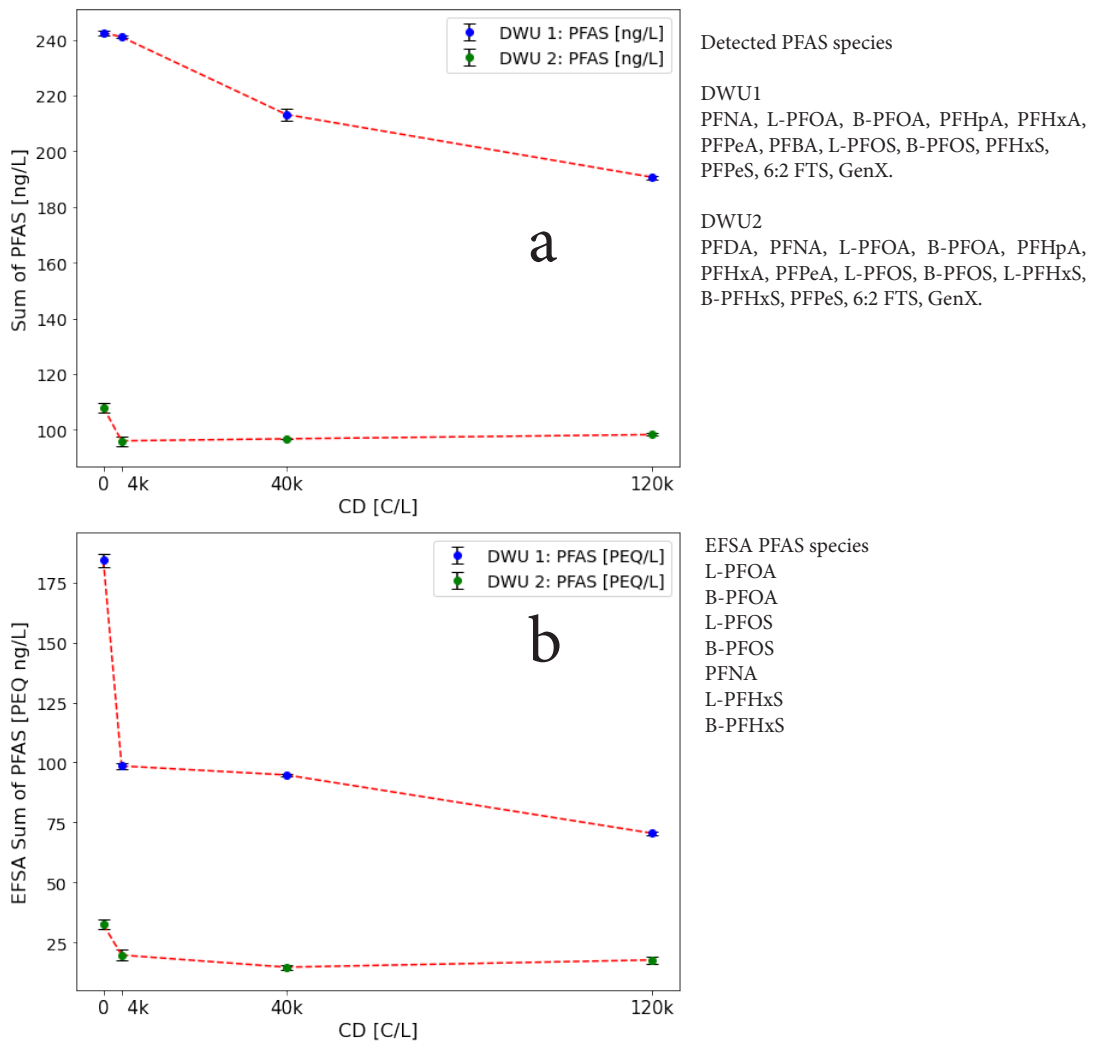 240
220
200
180
160
140
120
100
Sum of PFAS [ng/L]
DWU 1: PFAS [ng/L]
DWU 2: PFAS [ng/L]
a
0 4k 40k 120k
CD [C/L]
Detected PFAS species
DWU1
PFNA, L-PFOA, B-PFOA, PFHpA, PFHxA,
PFPeA, PFBA, L-PFOS, B-PFOS, PFHxS,
PFPeS, 6:2 FTS, GenX.
DWU2
PFDA, PFNA, L-PFOA, B-PFOA, PFHpA,
PFHxA, PFPeA, L-PFOS, B-PFOS, L-PFHxS,
B-PFHxS, PFPeS, 6:2 FTS, GenX.
175
150
125
100
75
50
25
EFSA Sum of PFAS [PEQ ng/L]
DWU 1: PFAS [PEQ/L]
DWU 2: PFAS [PEQ/L]
b
0 4k 40k 120k
CD [C/L]
EFSA PFAS species
L-PFOA
B-PFOA
L-PFOS
B-PFOS
PFNA
L-PFHxS
B-PFHxS